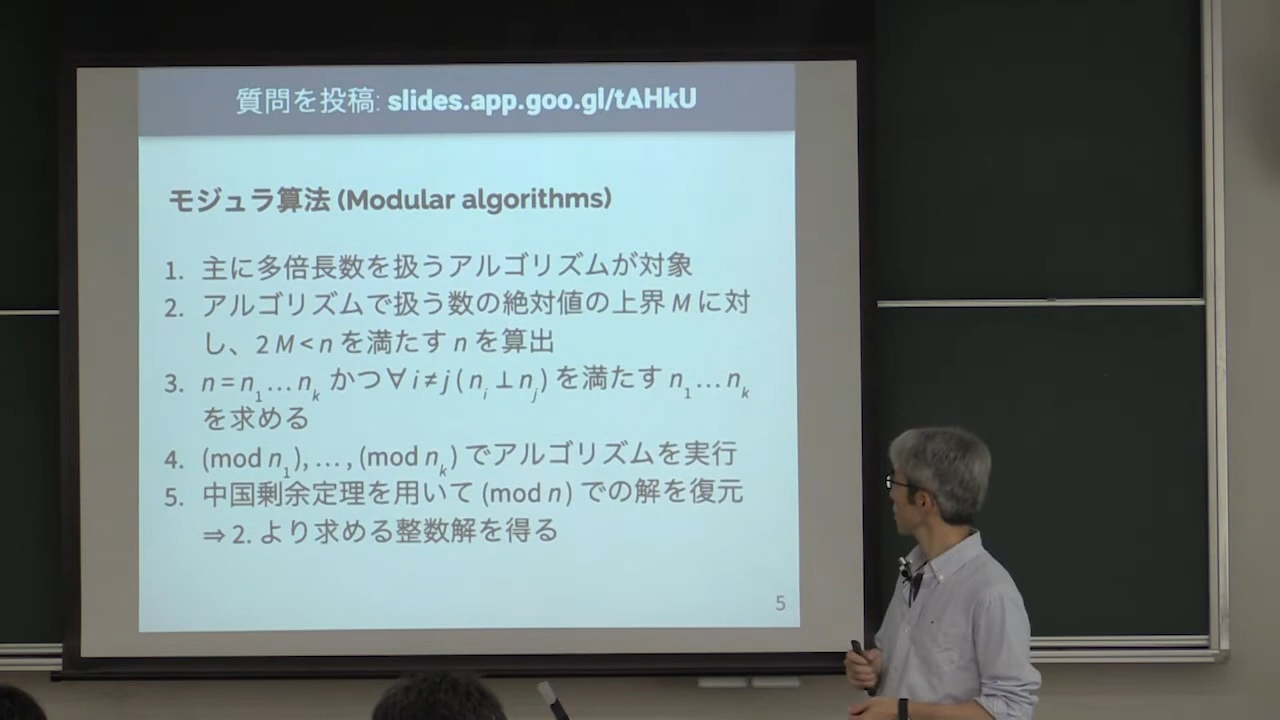 質問を投稿: slides.app.goo.gl/tAHkU
モジュラ算法 (Modular algorithms)
1. 主に多倍長数を扱うアルゴリズムが対象
2. アルゴリズムで扱う数の絶対値の上界 M に対
し、2 M < n を満たす n を算出
3. n = n₁ … nₖ かつ ∀ i ≠ j ( nᵢ ⊥ nⱼ ) を満たす n₁ … nₖ
を求める
4. (mod n₁), … , (mod nₖ) でアルゴリズムを実行
5. 中国剰余定理を用いて (mod n) での解を復元
⇒ 2. より求める整数解を得る
5